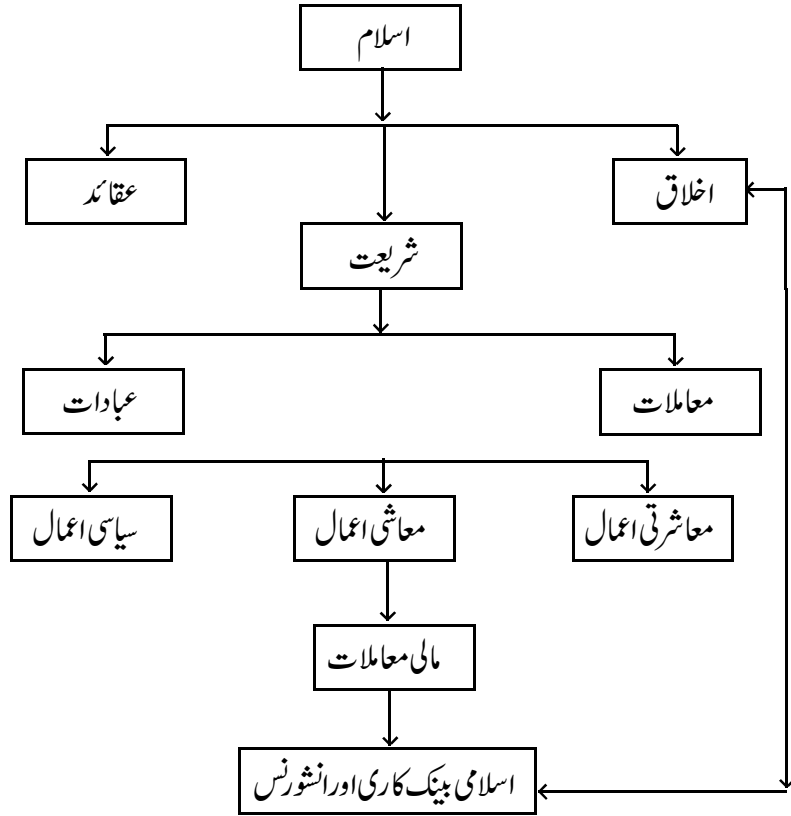 اسلام
اخلاق
عقائد
شریعت
معاملات
عبادات
معاشرتی اعمال
معاشی اعمال
سیاسی اعمال
مالی معاملات
اسلامی بینک کاری اور انشورنس